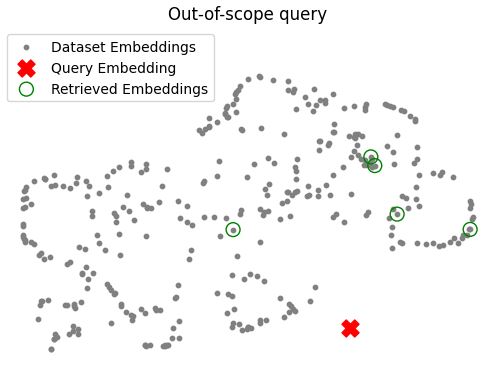 Out-of-scope query
Dataset Embeddings
Query Embedding
Retrieved Embeddings